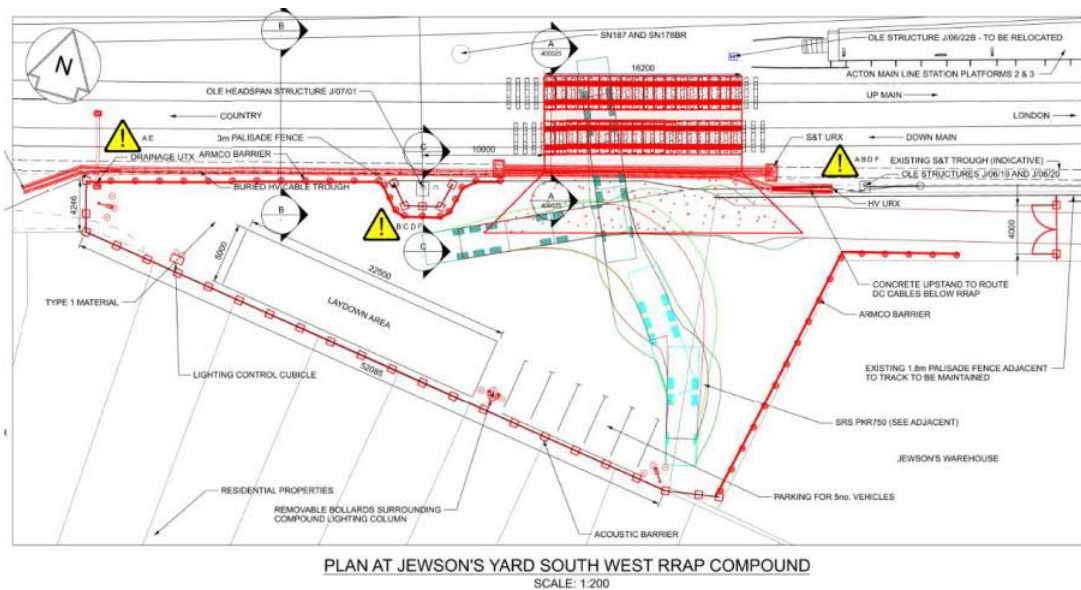 B
A
400025
SN187 AND SN178BR
OLE STRUCTURE J/06/22B - TO BE RELOCATED
N
16200
ACTON MAIN LINE STATION PLATFORMS 2 & 3
OLE HEADSPAN STRUCTURE J/07/01
UP MAIN
COUNTRY
LONDON
A E
3m PALISADE FENCE
C
10000
S&T URX
DOWN MAIN
DRAINAGE UTX
ARMCO BARRIER
A B D F
EXISTING S&T TROUGH (INDICATIVE)
OLE STRUCTURES J/06/19 AND J/06/20
BURIED HV CABLE TROUGH
HV URX
4246
B
A
400025
B C D F
C
4000
5000
22500
TYPE 1 MATERIAL
LAYDOWN AREA
CONCRETE UPSTAND TO ROUTE
DC CABLES BELOW RRAP
ARMCO BARRIER
LIGHTING CONTROL CUBICLE
52085
EXISTING 1.8m PALISADE FENCE ADJACENT
TO TRACK TO BE MAINTAINED
SRS PKR750 (SEE ADJACENT)
JEWSON'S WAREHOUSE
RESIDENTIAL PROPERTIES
PARKING FOR 5no. VEHICLES
REMOVABLE BOLLARDS SURROUNDING
COMPOUND LIGHTING COLUMN
ACOUSTIC BARRIER
PLAN AT JEWSON'S YARD SOUTH WEST RRAP COMPOUND
SCALE: 1:200